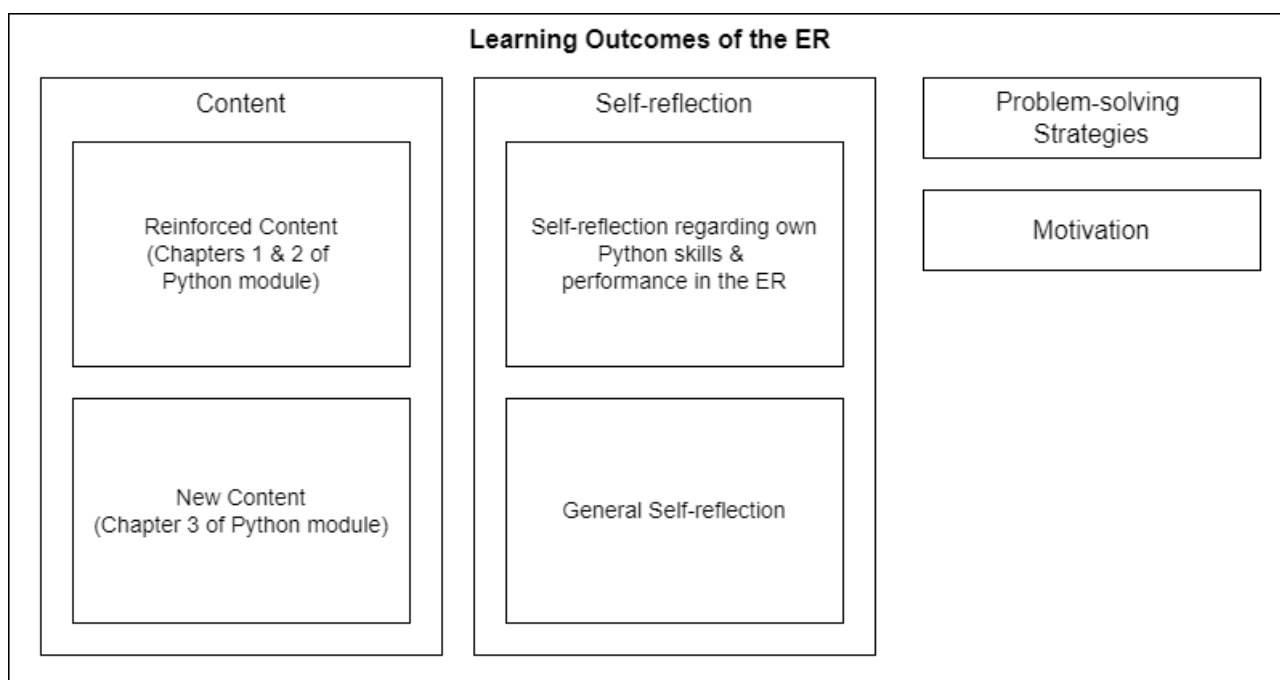 Learning Outcomes of the ER
Content
Reinforced Content
(Chapters 1 & 2 of
Python module)
New Content
(Chapter 3 of Python module)
Self-reflection
Self-reflection regarding own
Python skills &
performance in the ER
General Self-reflection
Problem-solving
Strategies
Motivation